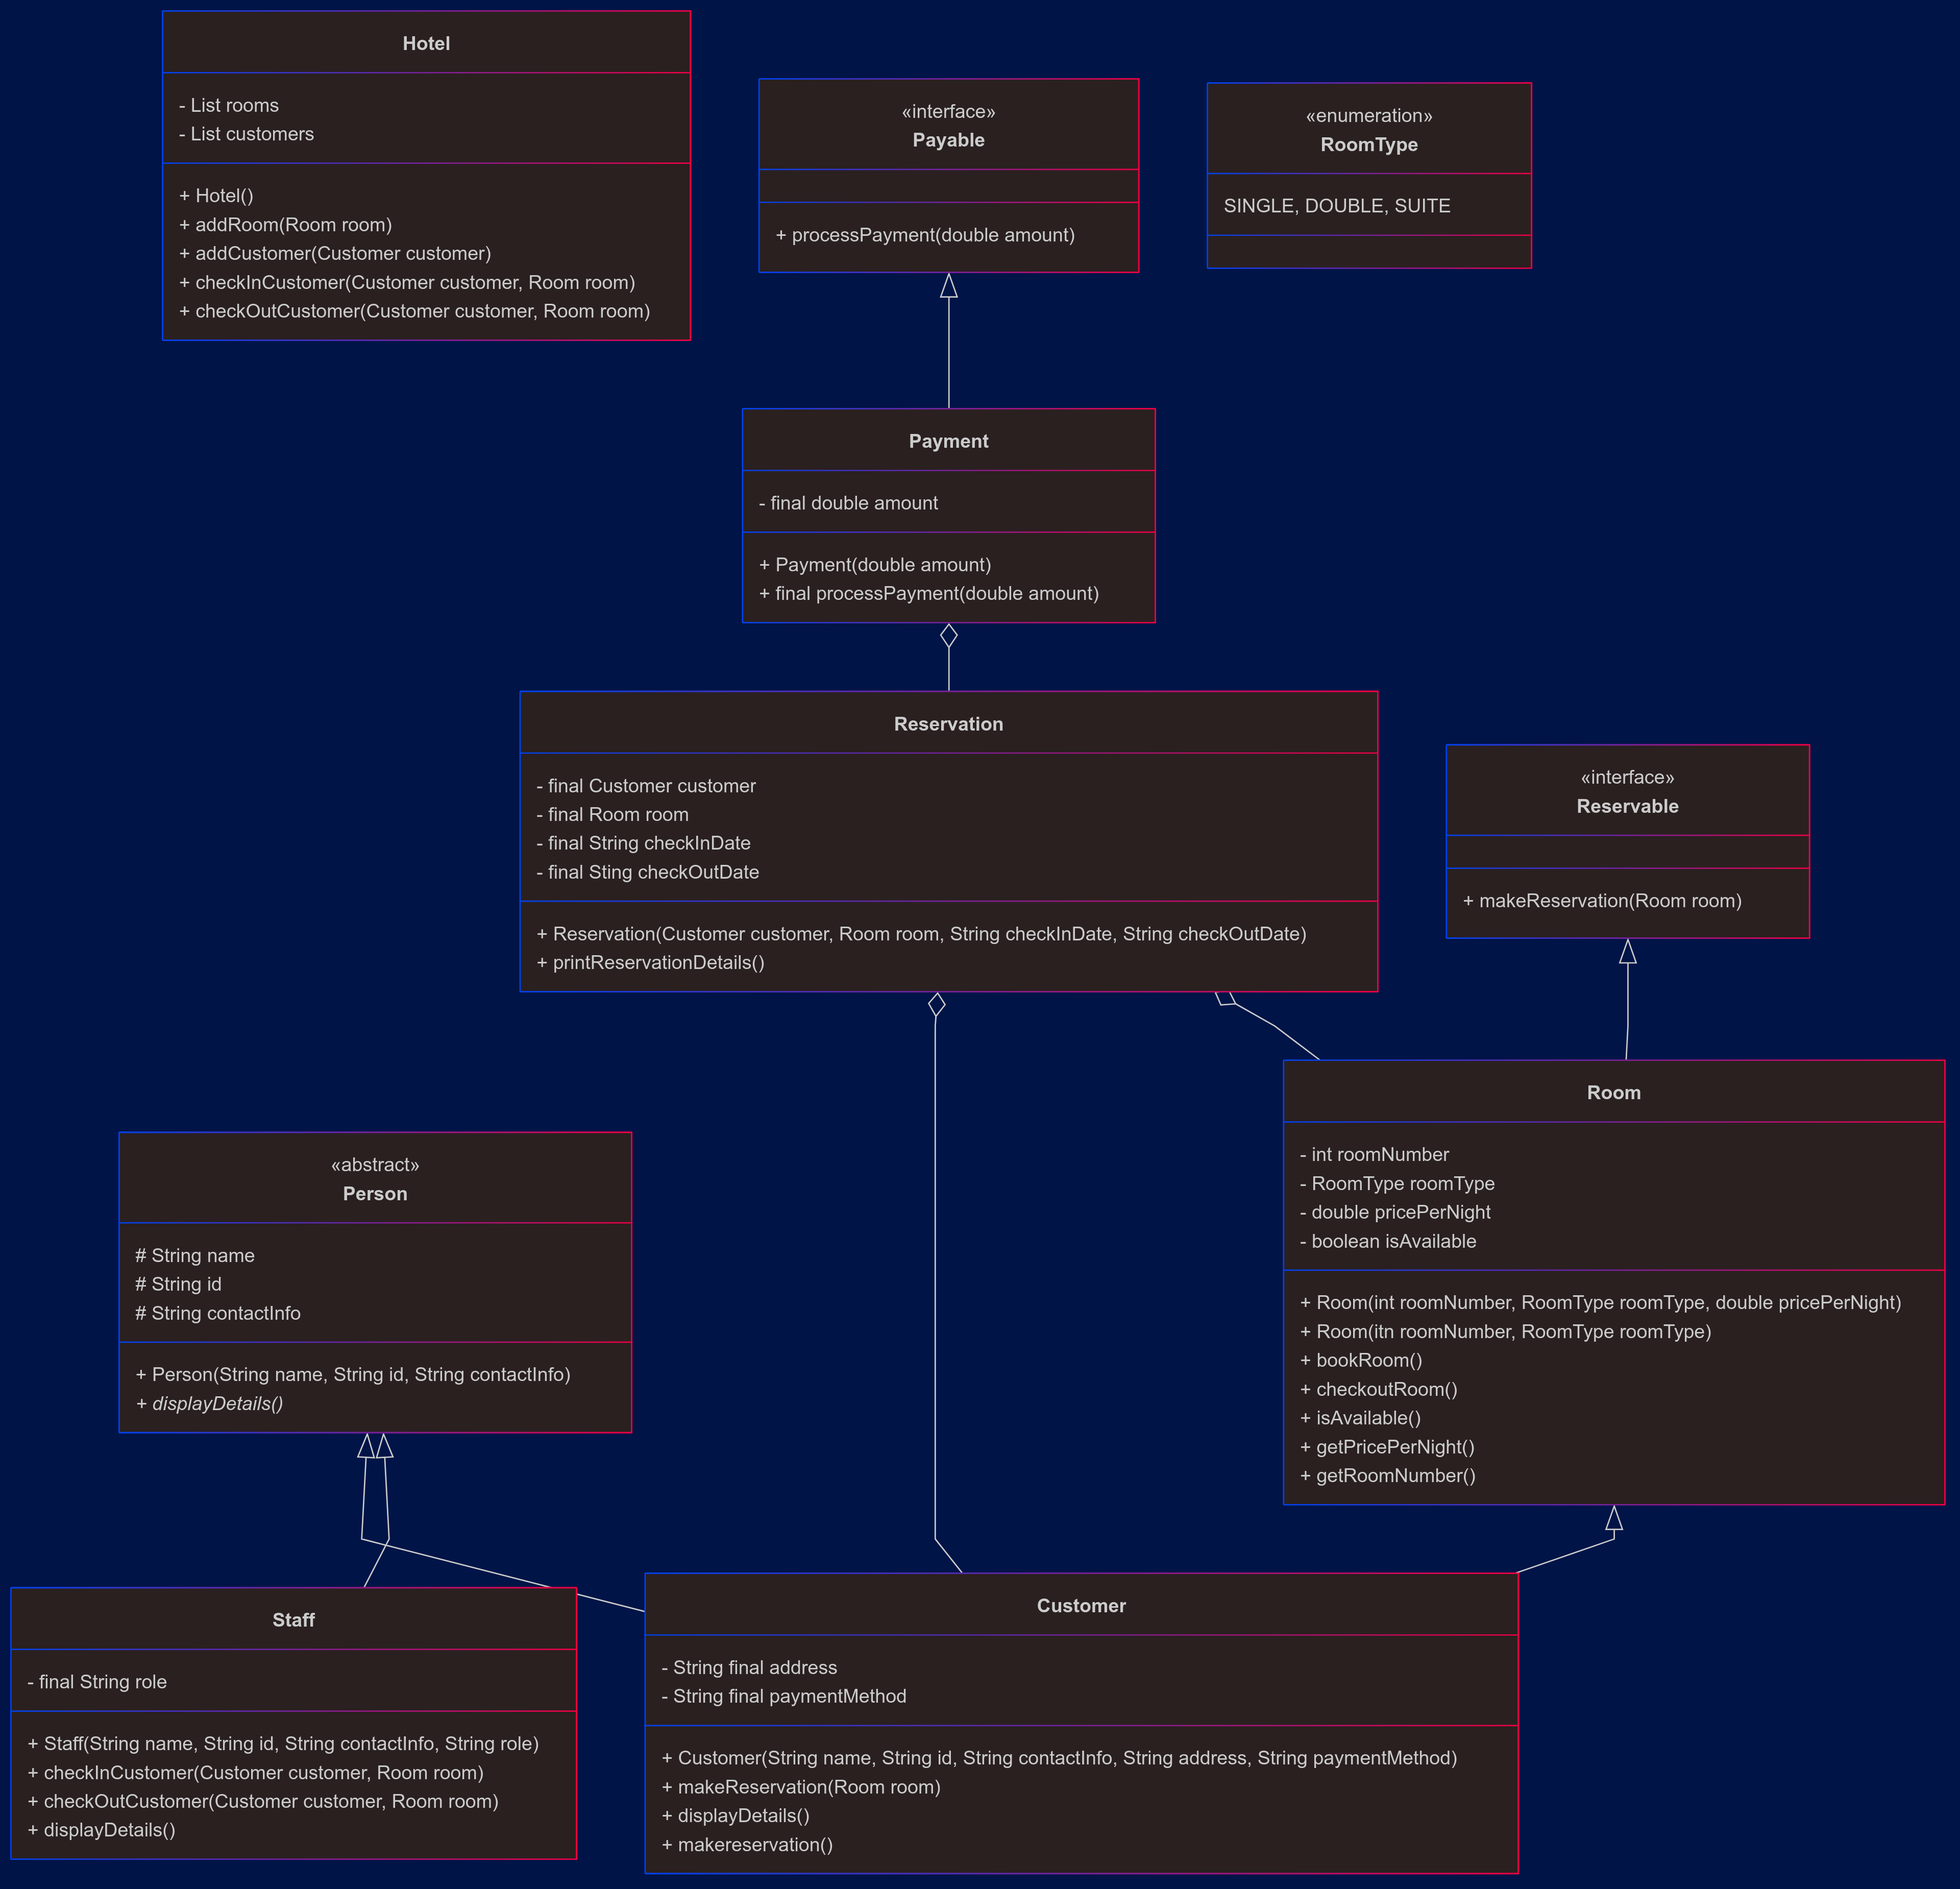 Hotel
- List rooms
- List customers
+ Hotel()
+ addRoom(Room room)
+ addCustomer(Customer customer)
+ checkInCustomer(Customer customer, Room room)
+ checkOutCustomer(Customer customer, Room room)
«interface»
Payable
+ processPayment(double amount)
«enumeration»
RoomType
SINGLE, DOUBLE, SUITE
Payment
- final double amount
+ Payment(double amount)
+ final processPayment(double amount)
Reservation
- final Customer customer
- final Room room
- final String checkInDate
- final Sting checkOutDate
+ Reservation(Customer customer, Room room, String checkInDate, String checkOutDate)
+ printReservationDetails()
«interface»
Reservable
+ makeReservation(Room room)
Room
- int roomNumber
- RoomType roomType
- double pricePerNight
- boolean isAvailable
+ Room(int roomNumber, RoomType roomType, double pricePerNight)
+ Room(itn roomNumber, RoomType roomType)
+ bookRoom()
+ checkoutRoom()
+ isAvailable()
+ getPricePerNight()
+ getRoomNumber()
«abstract»
Person
# String name
# String id
# String contactInfo
+ Person(String name, String id, String contactInfo)
+ displayDetails()
Staff
- final String role
+ Staff(String name, String id, String contactInfo, String role)
+ checkInCustomer(Customer customer, Room room)
+ checkOutCustomer(Customer customer, Room room)
+ displayDetails()
Customer
- String final address
- String final paymentMethod
+ Customer(String name, String id, String contactInfo, String address, String paymentMethod)
+ makeReservation(Room room)
+ displayDetails()
+ makereservation()